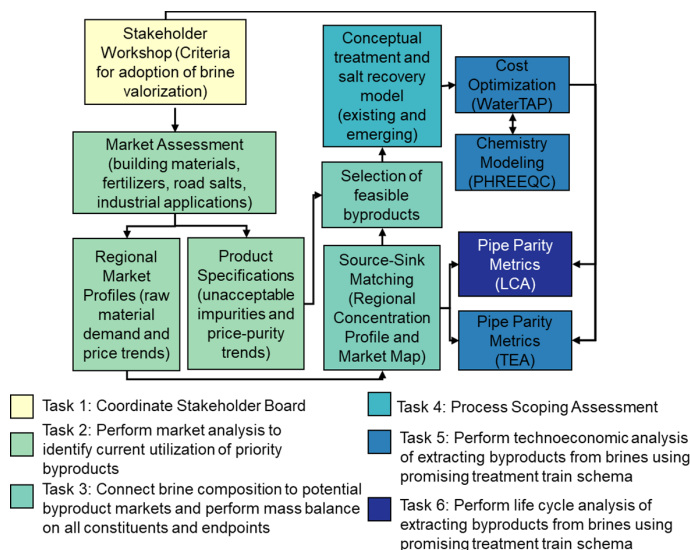 Stakeholder
Workshop (Criteria
for adoption of brine
valorization)
Market Assessment
(building materials,
fertilizers, road salts,
industrial applications)
Regional
Market
Profiles (raw
material
demand and
price trends)
Product
Specifications
(unacceptable
impurities and
price-purity
trends)
Conceptual
treatment and
salt recovery
model
(existing and
emerging)
Selection of
feasible
byproducts
Source-Sink
Matching
(Regional
Concentration
Profile and
Market Map)
Cost
Optimization
(WaterTAP)
Chemistry
Modeling
(PHREEQC)
Pipe Parity
Metrics
(LCA)
Pipe Parity
Metrics
(TEA)
Task 1: Coordinate Stakeholder Board
Task 2: Perform market analysis to
identify current utilization of priority
byproducts
Task 3: Connect brine composition to potential
byproduct markets and perform mass balance
on all constituents and endpoints
Task 4: Process Scoping Assessment
Task 5: Perform technoeconomic analysis
of extracting byproducts from brines using
promising treatment train schema
Task 6: Perform life cycle analysis of
extracting byproducts from brines using
promising treatment train schema